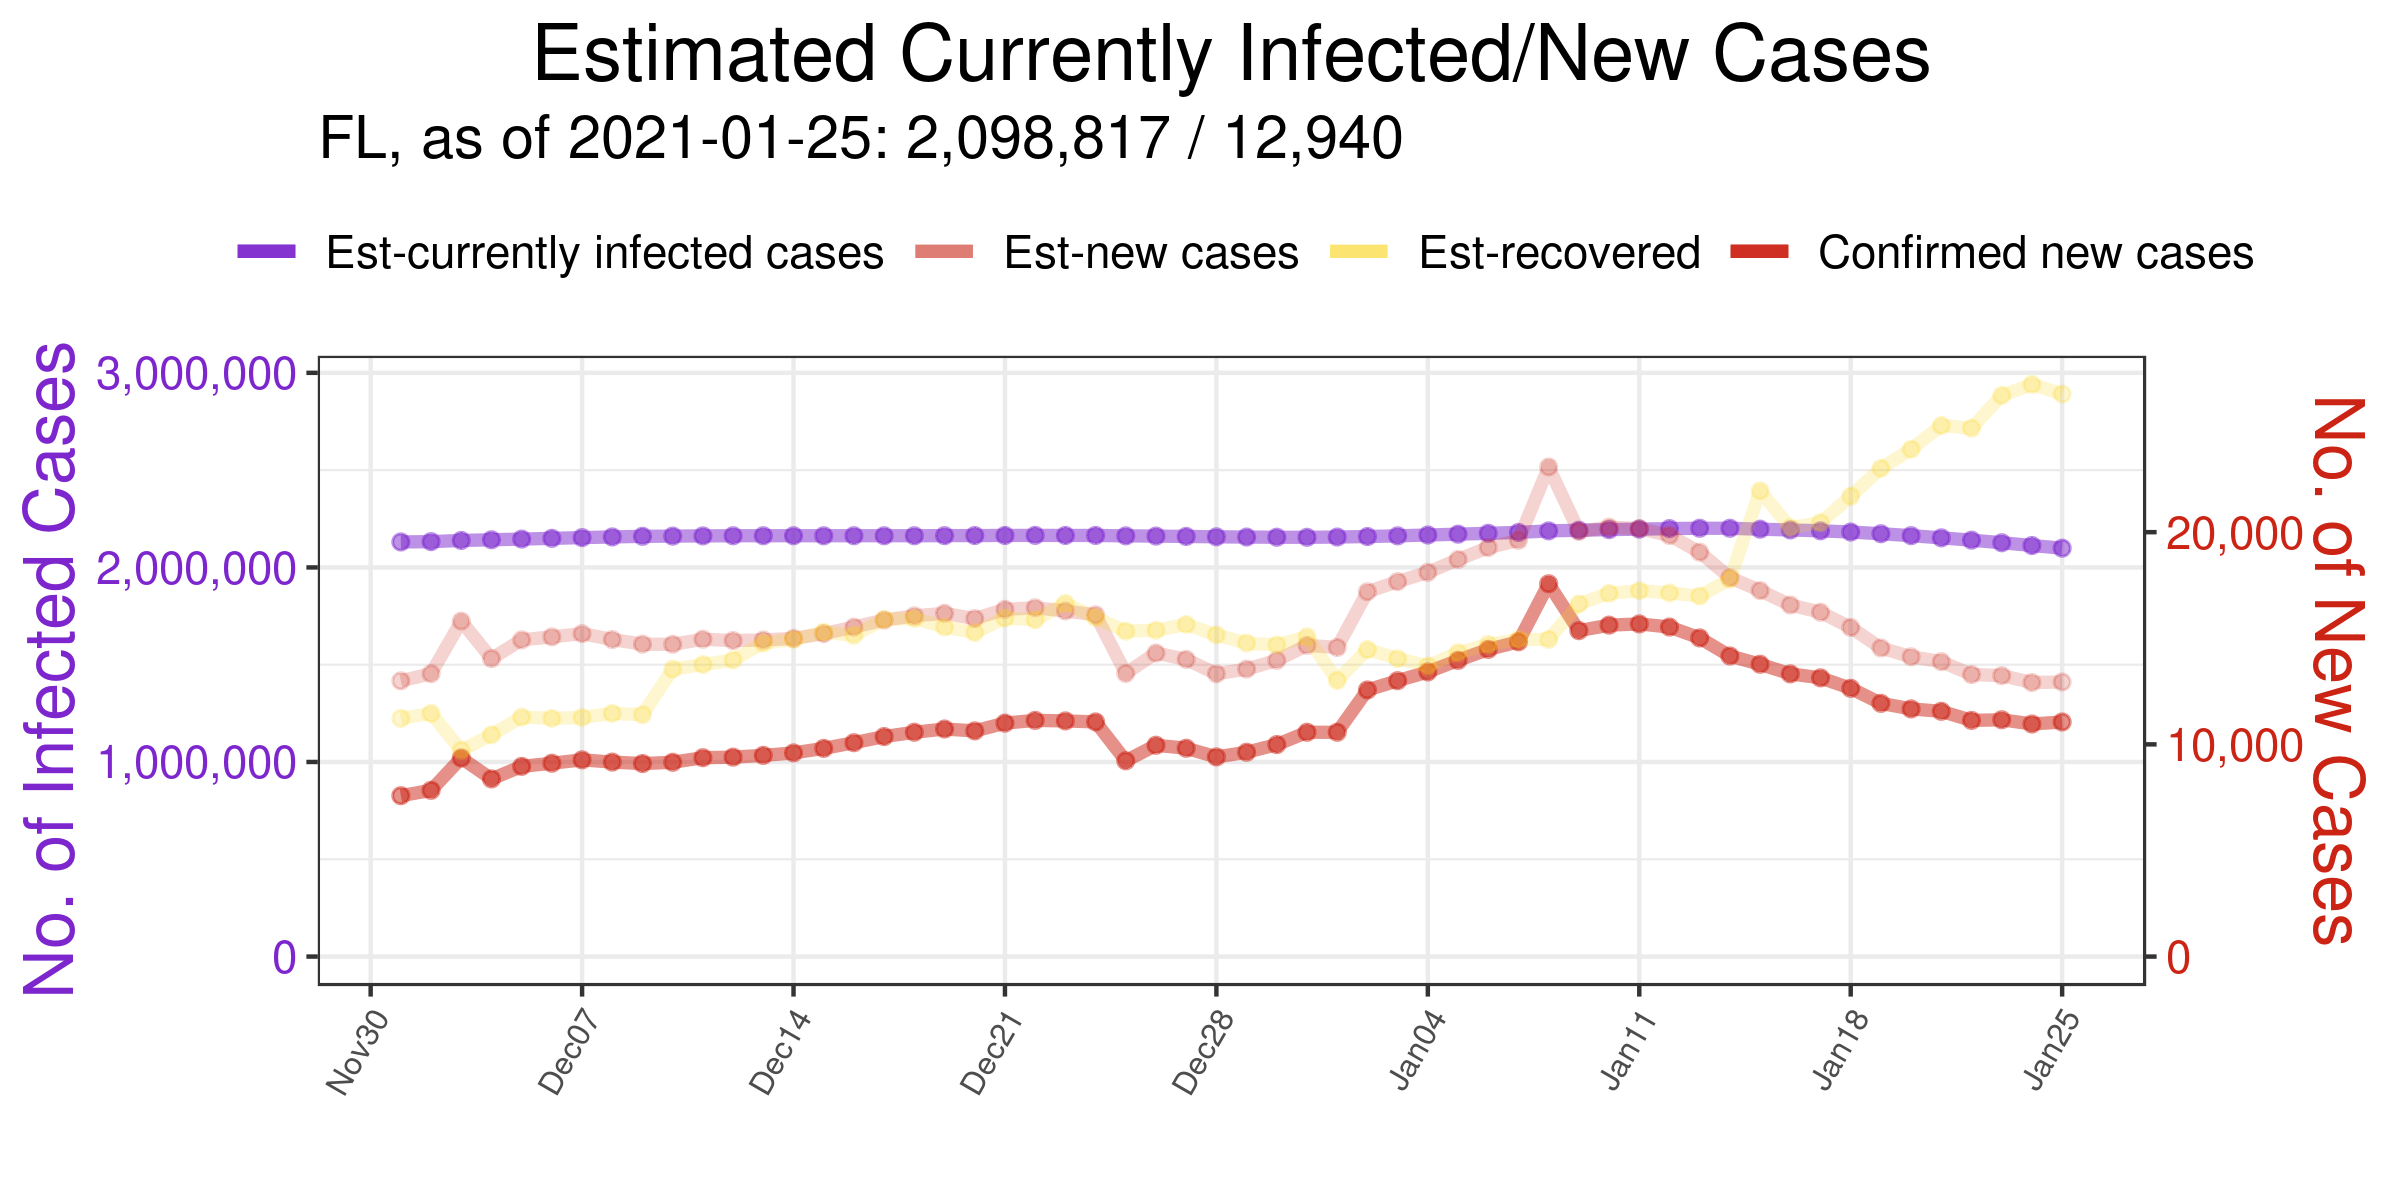 Estimated Currently Infected/New Cases
FL, as of 2021-01-25: 2,098,817 / 12,940
Est-currently infected cases Est-new cases Est-recovered Confirmed new cases
No. of Infected Cases
3,000,000
2,000,000
1,000,000
0
No. of New Cases
20,000
10,000
0
Nov30 Dec07 Dec14 Dec21 Dec28 Jan04 Jan11 Jan18 Jan25